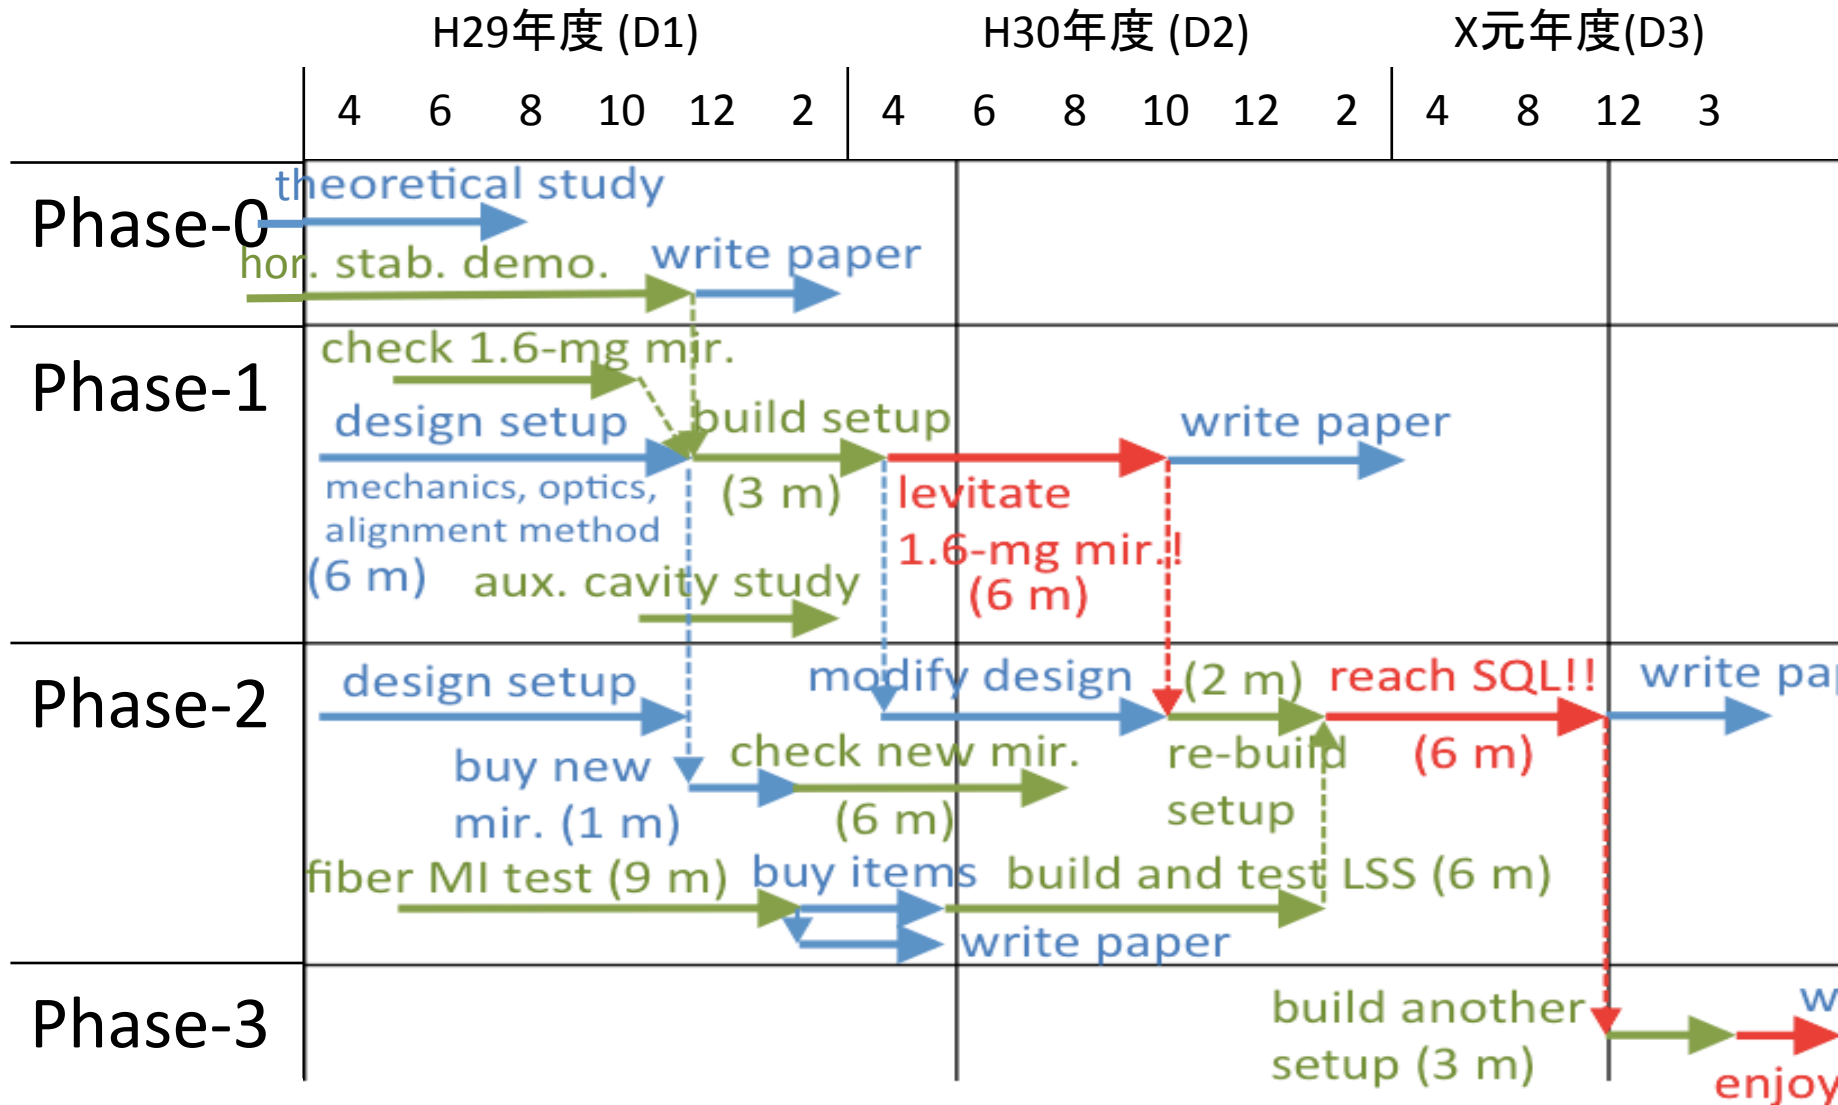 H29年度 (D1) H30年度 (D2) X元年度(D3)
4 6 8 10 12 2 4 6 8 10 12 2 4 8 12 3
Phase-0
theoretical study
hor. stab. demo.
write paper
Phase-1
check 1.6-mg mir.
design setup
mechanics, optics,
alignment method
(6 m)
build setup
(3 m)
levitate
1.6-mg mir.!
(6 m)
write paper
aux. cavity study
Phase-2
design setup
modify design
(2 m)
re-build
setup
reach SQL!!
(6 m)
write pap
buy new
mir. (1 m)
check new mir.
(6 m)
fiber MI test (9 m)
buy items
build and test LSS (6 m)
write paper
Phase-3
build another
setup (3 m)
w
enjoy